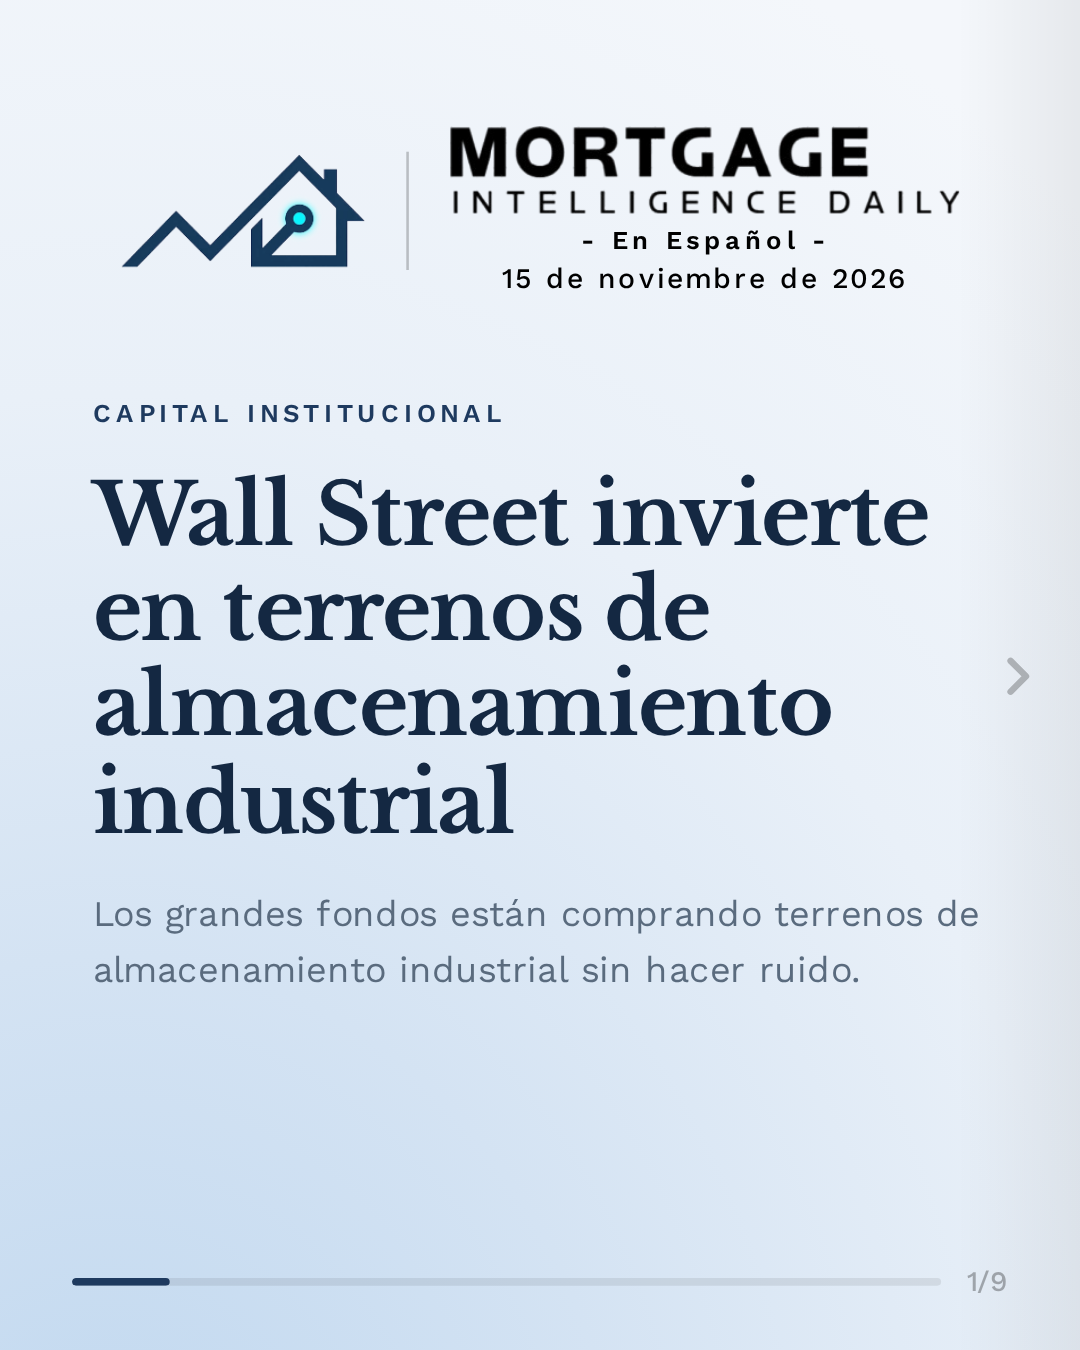 MORTGAGE
INTELLIGENCE DAILY
- En Español -
15 de noviembre de 2026
CAPITAL INSTITUCIONAL
Wall Street invierte
en terrenos de
almacenamiento
industrial
Los grandes fondos están comprando terrenos de
almacenamiento industrial sin hacer ruido.
1/9